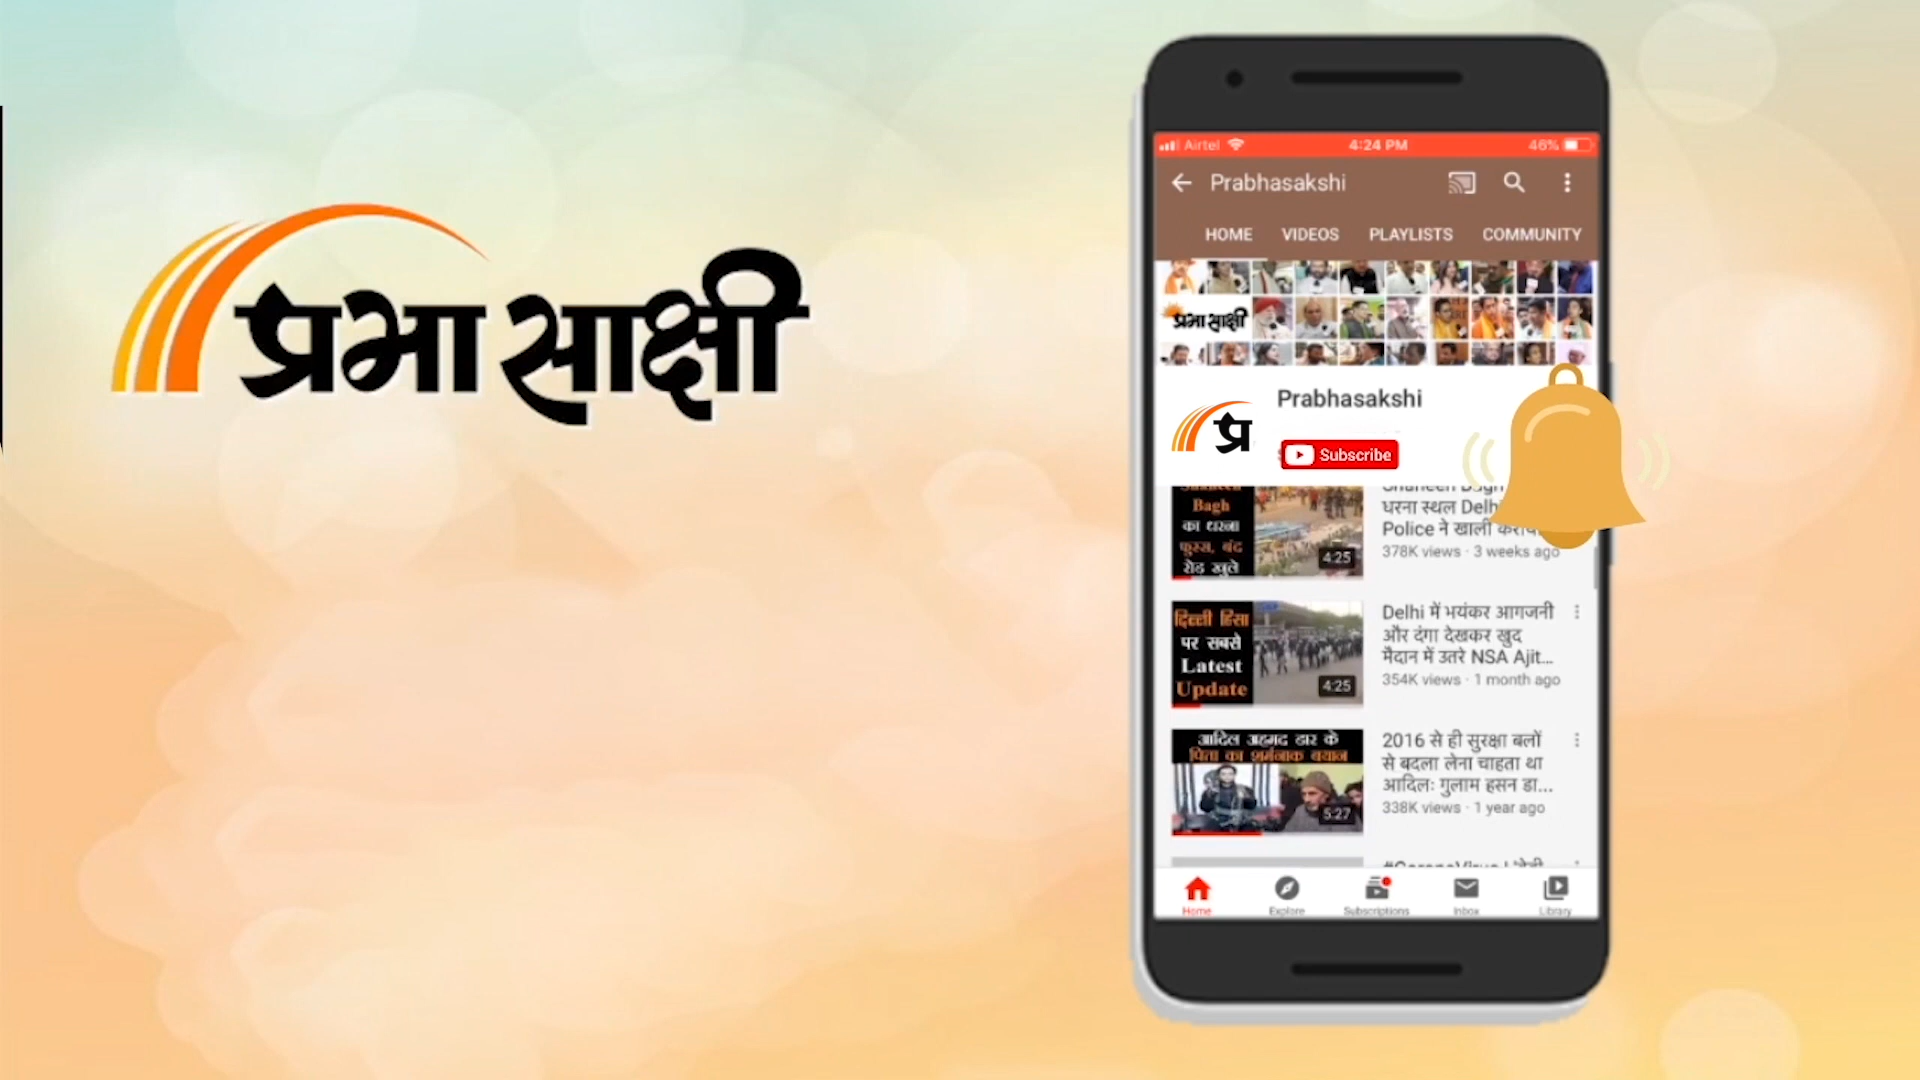 प्रभासाक्षी
Airtel 4:24 PM 46%
Prabhasakshi
HOME VIDEOS PLAYLISTS COMMUNITY
प्रभासाक्षी
Prabhasakshi
प्र
Subscribe
Bagh
का धरना
फुस्स, बंद
रोड खुले
4:25
Shaheen Bagh
धरना स्थल Delhi
Police ने खाली
378K views · 3 weeks ago
दिल्ली हिंसा
पर सबसे
Latest
Update
4:25
Delhi में भयंकर आगजनी
और दंगा देखकर खुद
मैदान में उतरे NSA Ajit...
354K views · 1 month ago
आदिल अहमद डार के
पिता का शर्मनाक बयान
5:27
2016 से ही सुरक्षा बलों
से बदला लेना चाहता था
आदिलः गुलाम हसन डा...
338K views · 1 year ago
Home Explore Subscriptions Inbox Library